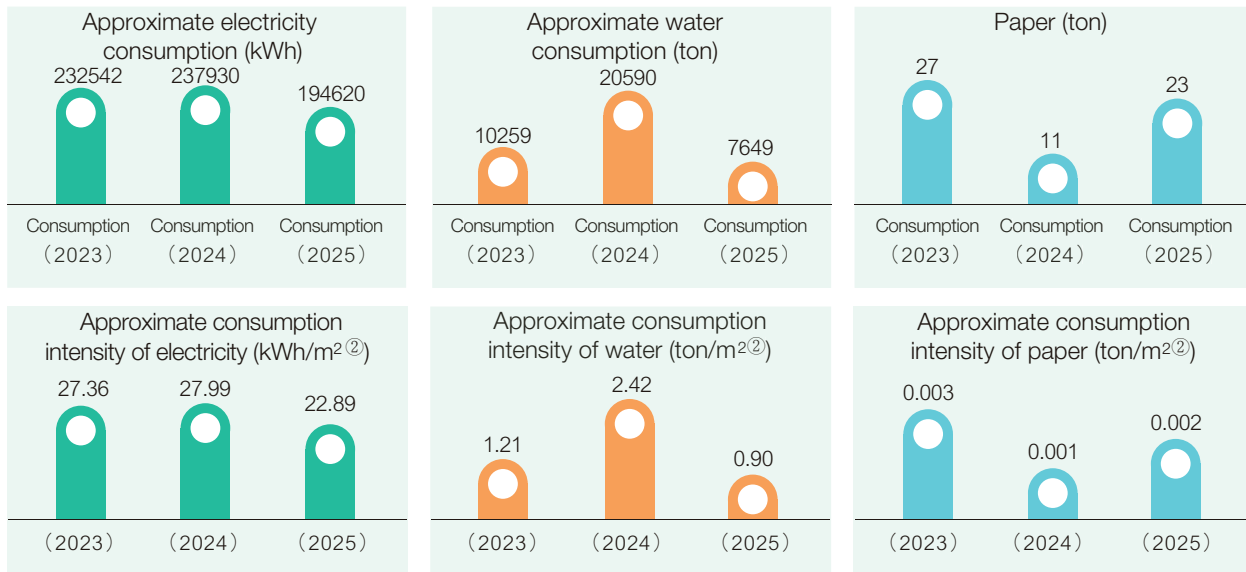 Approximate electricity
consumption (kWh)
232542
237930
194620
Consumption
Consumption
Consumption
（2023）
（2024）
（2025）
Approximate water
consumption (ton)
10259
20590
7649
Consumption
Consumption
Consumption
（2023）
（2024）
（2025）
Paper (ton)
27
11
23
Consumption
Consumption
Consumption
（2023）
（2024）
（2025）
Approximate consumption
intensity of electricity (kWh/m²②)
27.36
27.99
22.89
（2023）
（2024）
（2025）
Approximate consumption
intensity of water (ton/m²②)
1.21
2.42
0.90
（2023）
（2024）
（2025）
Approximate consumption
intensity of paper (ton/m²②)
0.003
0.001
0.002
（2023）
（2024）
（2025）